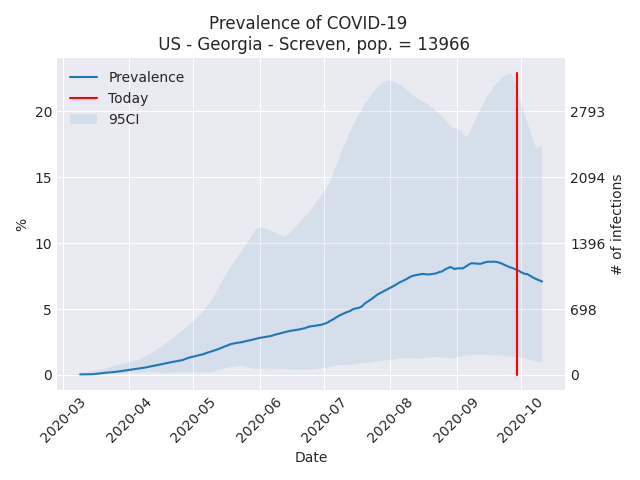 Prevalence of COVID-19
US - Georgia - Screven, pop. = 13966
Prevalence
Today
95CI
20
15
10
5
0
%
2793
2094
1396
698
0
# of infections
2020-03
2020-04
2020-05
2020-06
2020-07
2020-08
2020-09
2020-10
Date